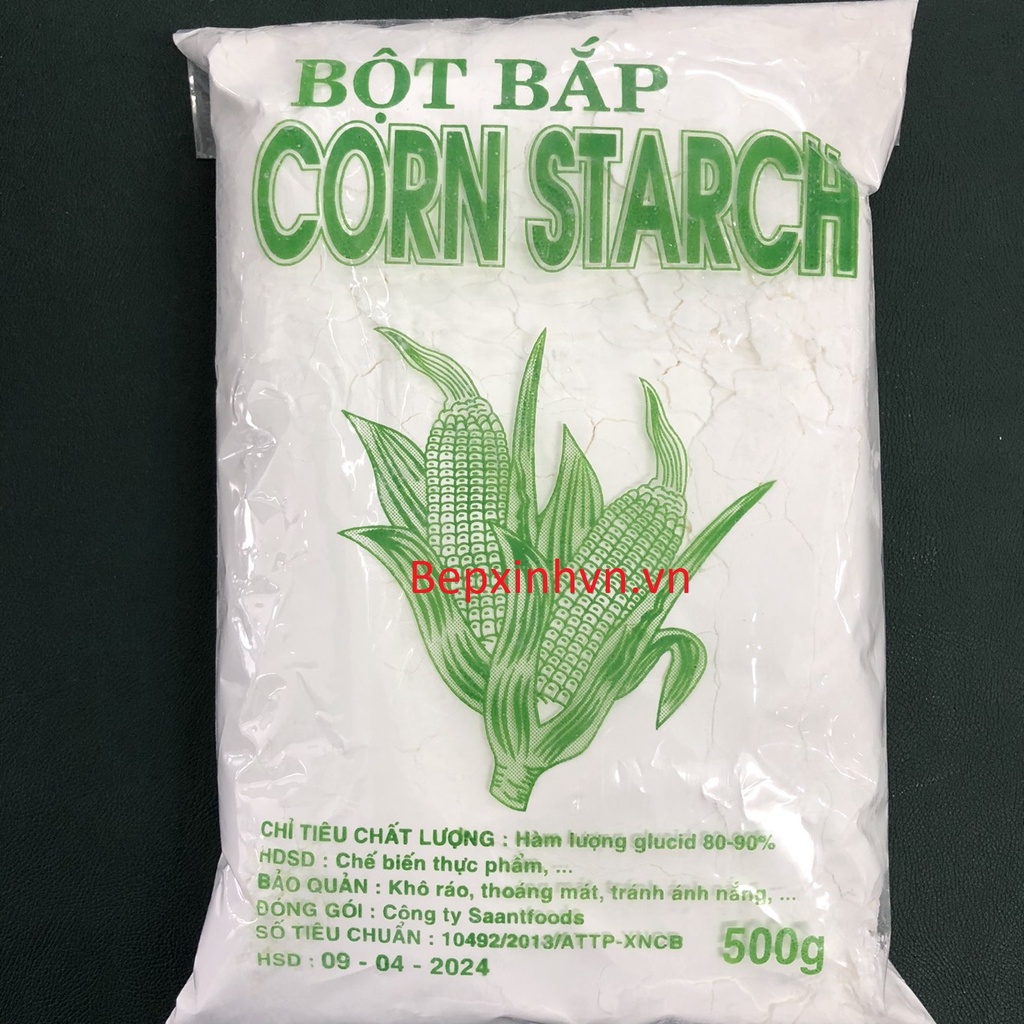 BỘT BẮP
CORN STARCH
Bepxinhvn.vn
CHỈ TIÊU CHẤT LƯỢNG : Hàm lượng glucid 80-90%
HDSD : Chế biến thực phẩm, ...
BẢO QUẢN : Khô ráo, thoáng mát, tránh ánh nắng, ...
ĐÓNG GÓI : Công ty Saantfoods
SỐ TIÊU CHUẨN : 10492/2013/ATTP-XNCB
HSD : 09 - 04 - 2024
500g